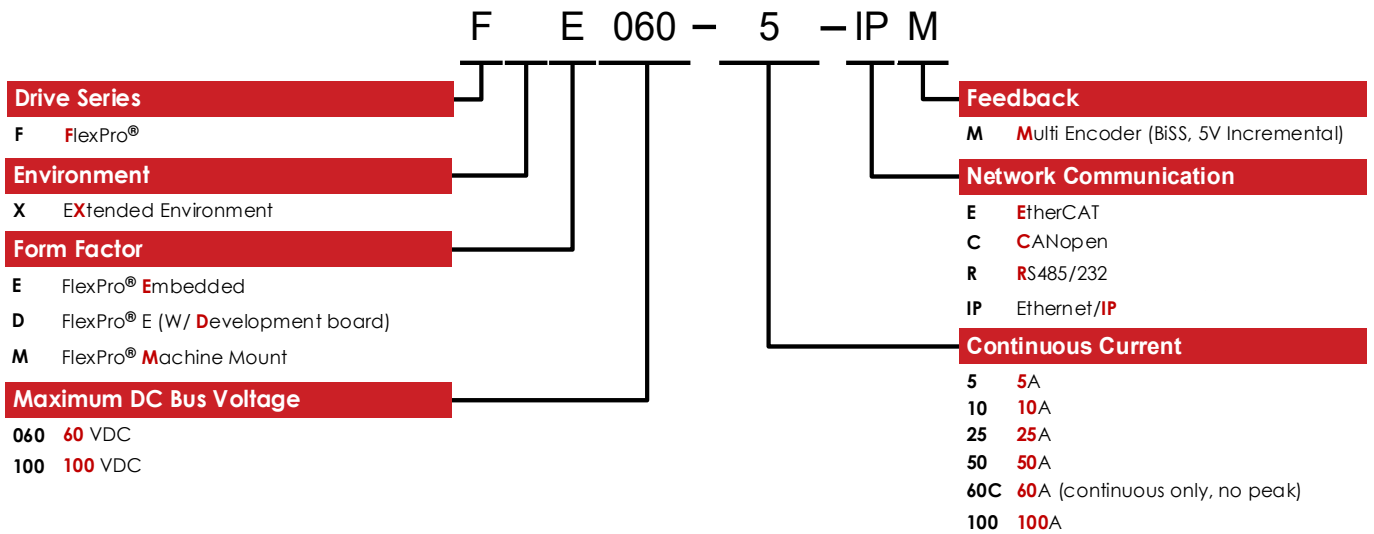 F E 060 – 5 – IP M
Drive Series
F FlexPro®
Environment
X EXtended Environment
Form Factor
E FlexPro® Embedded
D FlexPro® E (W/ Development board)
M FlexPro® Machine Mount
Maximum DC Bus Voltage
060 60 VDC
100 100 VDC
Feedback
M Multi Encoder (BiSS, 5V Incremental)
Network Communication
E EtherCAT
C CANopen
R RS485/232
IP Ethernet/IP
Continuous Current
5 5A
10 10A
25 25A
50 50A
60C 60A (continuous only, no peak)
100 100A